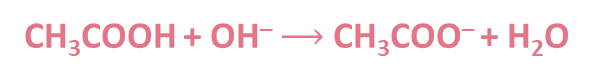 CH₃COOH + OH⁻ ⟶ CH₃COO⁻ + H₂O